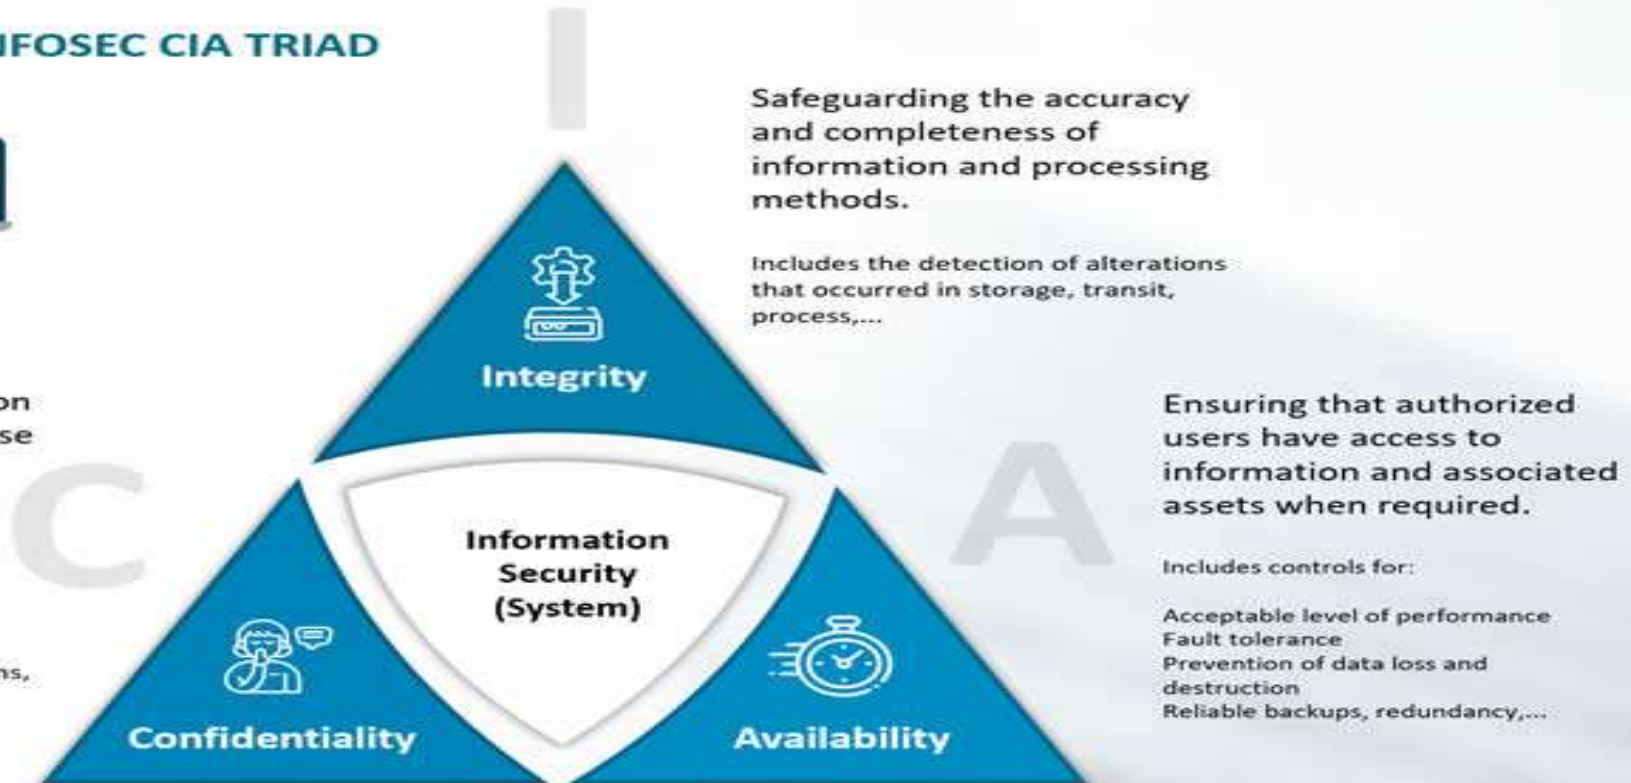 NFOSEC CIA TRIAD
I
Safeguarding the accuracy
and completeness of
information and processing
methods.
Includes the detection of alterations
that occurred in storage, transit,
process,...
Integrity
on
se
C
A
Ensuring that authorized
users have access to
information and associated
assets when required.
Includes controls for:
Acceptable level of performance
Fault tolerance
Prevention of data loss and
destruction
Reliable backups, redundancy,...
Information
Security
(System)
ns,
Confidentiality
Availability